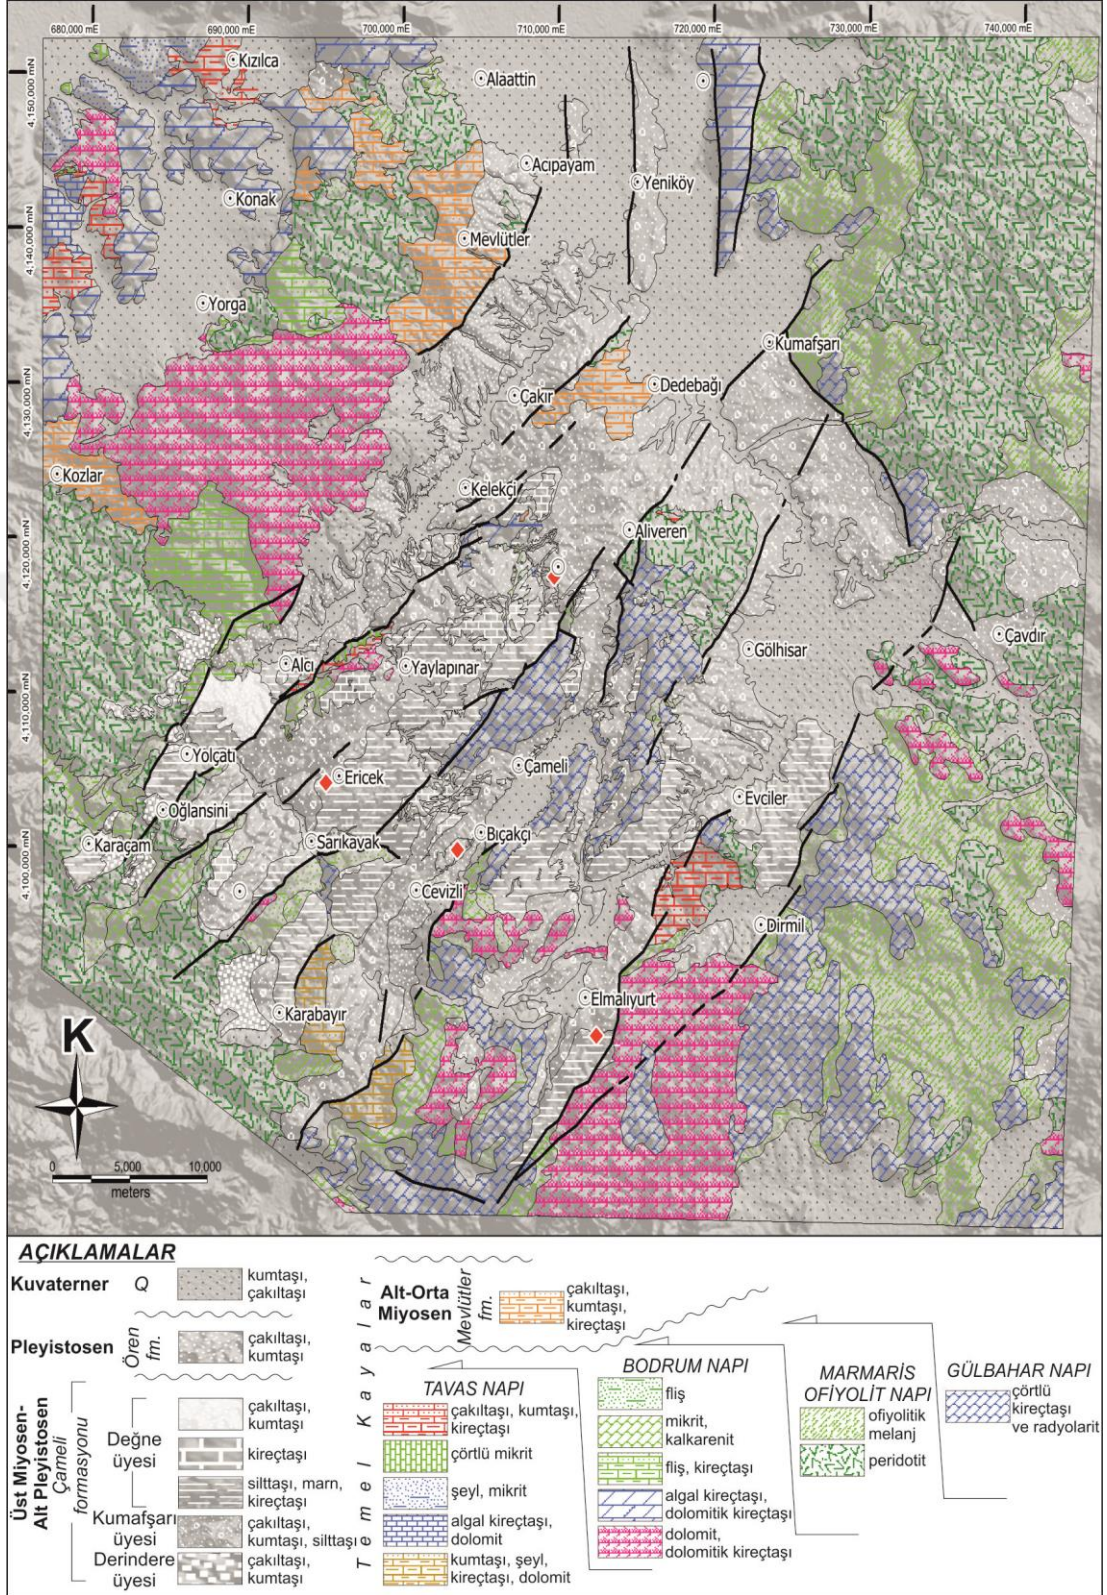 680,000 mE
690,000 mE
700,000 mE
710,000 mE
720,000 mE
730,000 mE
740,000 mE
4,150,000 mN
4,140,000 mN
4,130,000 mN
4,120,000 mN
4,110,000 mN
4,100,000 mN
Kızılca
Alaattin
Acıpayam
Yeniköy
Konak
Mevlütler
Yorga
Kumafşarı
Çakır
Dedebağı
Kozlar
Kelekçi
Aliveren
Çavdır
Gölhisar
Alcı
Yaylapınar
Yolçatı
Çameli
Ericek
Evciler
Oğlansini
Karaçam
Sarıkavak
Bıçakçı
Cevizli
Dirmil
Elmalıyurt
Karabayır
K
0 5,000 10,000
meters
AÇIKLAMALAR
Kuvaterner Q kumtaşı,
çakıltaşı
Pleyistosen Ören fm. çakıltaşı,
kumtaşı
Üst Miyosen-
Alt Pleyistosen
Çameli
formasyonu
Değne
üyesi
çakıltaşı,
kumtaşı
kireçtaşı
silttaşı, marn,
kireçtaşı
Kumafşarı
üyesi
çakıltaşı,
kumtaşı, silttaşı
Derindere
üyesi
çakıltaşı,
kumtaşı
Temel Kayalar
Alt-Orta
Miyosen
Mevlütler
fm.
çakıltaşı,
kumtaşı,
kireçtaşı
TAVAS NAPI
çakıltaşı, kumtaşı,
kireçtaşı
çörtlü mikrit
şeyl, mikrit
algal kireçtaşı,
dolomit
kumtaşı, şeyl,
kireçtaşı, dolomit
BODRUM NAPI
fliş
mikrit,
kalkarenit
fliş, kireçtaşı
algal kireçtaşı,
dolomitik kireçtaşı
dolomit,
dolomitik kireçtaşı
MARMARİS
OFİYOLİT NAPI
ofiyolitik
melanj
peridotit
GÜLBAHAR NAPI
çörtlü
kireçtaşı
ve radyolarit